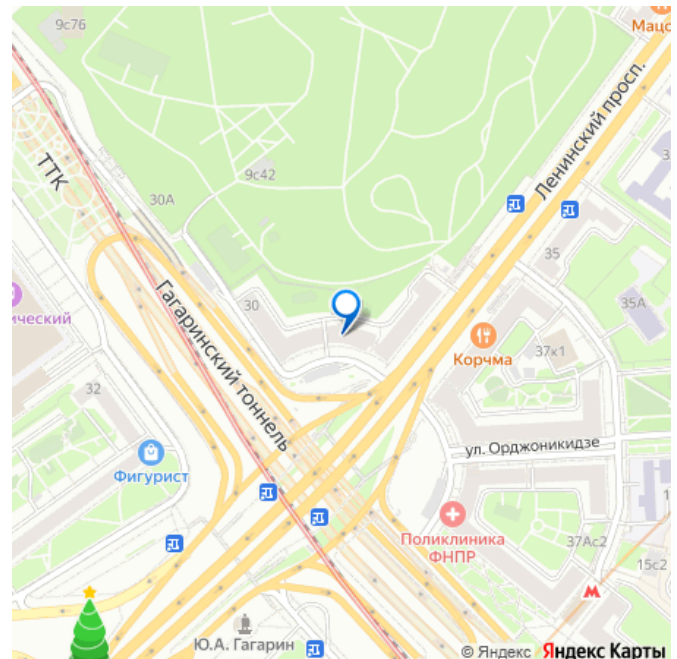 9с76
Мацо
Ленинский просп.
ТТК
9с42
30А
30
35
35А
Гагаринский тоннель
ический
Корчма
37к1
32
ул. Орджоникидзе
Фигурист
Поликлиника
ФНПР
37Ас2
15с2
Ю.А. Гагарин
© Яндекс Яндекс Карты